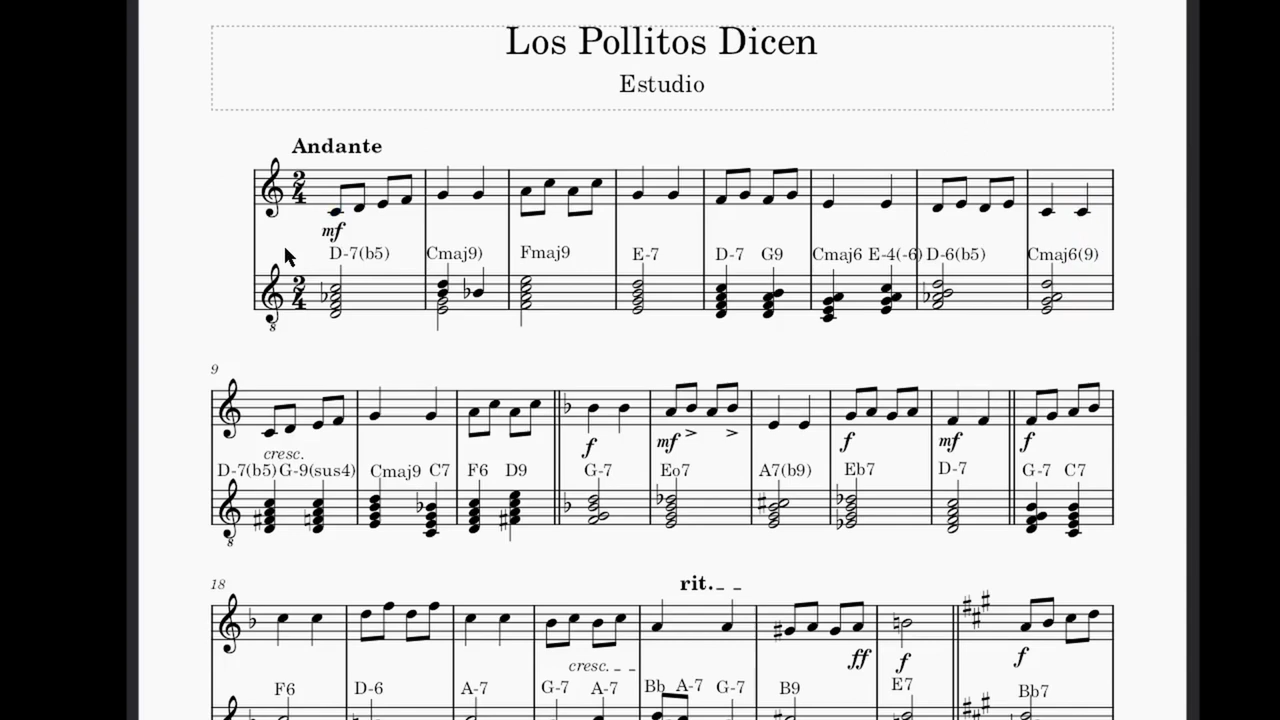 Los Pollitos Dicen
Estudio
Andante
mf
D-7(b5) Cmaj9) Fmaj9 E-7 D-7 G9 Cmaj6 E-4(-6) D-6(b5) Cmaj6(9)
8
9
cresc. f mf f mf f
D-7(b5) G-9(sus4) Cmaj9 C7 F6 D9 G-7 Eo7 A7(b9) Eb7 D-7 G-7 C7
8
18
rit.
cresc. ff f f
F6 D-6 A-7 G-7 A-7 Bb A-7 G-7 B9 E7 Bb7